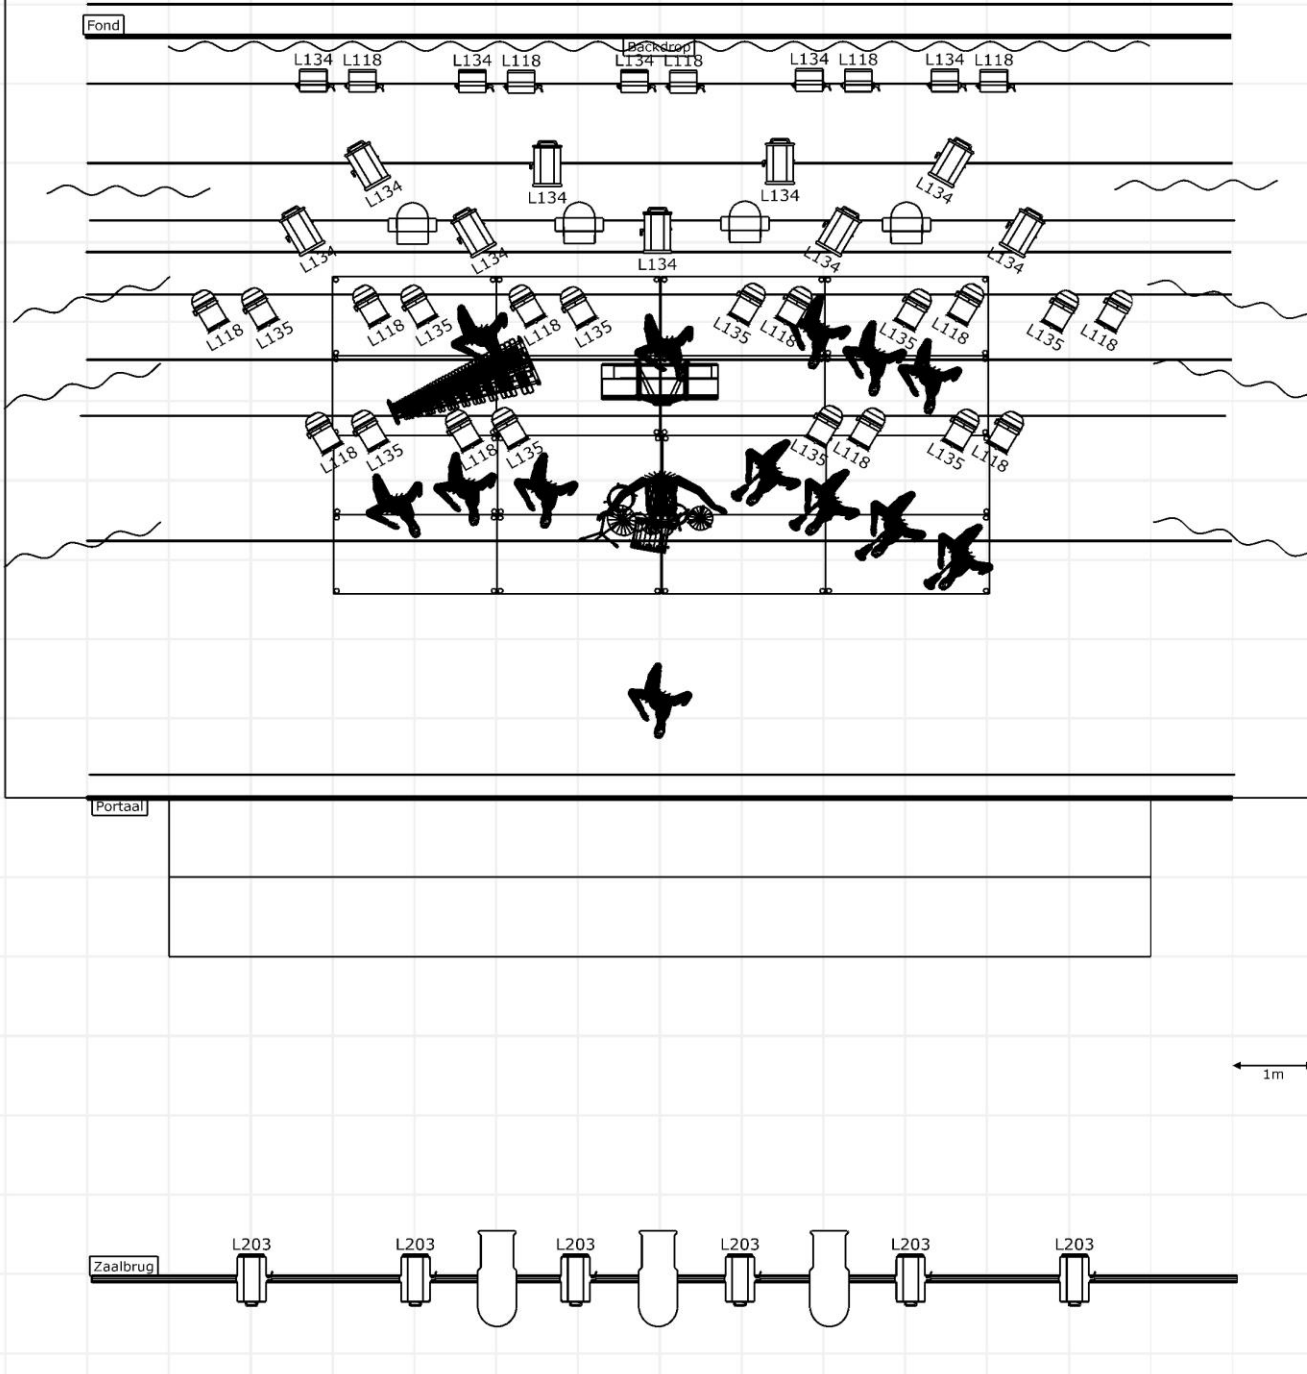 Fond
Backdrop
L134 L118 L134 L118 L134 L118 L134 L118 L134 L118
L134 L134 L134 L134
L134 L134 L134 L134 L134
L118 L135 L118 L135 L118 L135 L135 L118 L135 L118 L135 L118
L118 L135 L118 L135 L135 L118 L135 L118
Portaal
1m
L203 L203 L203 L203 L203 L203
Zaalbrug